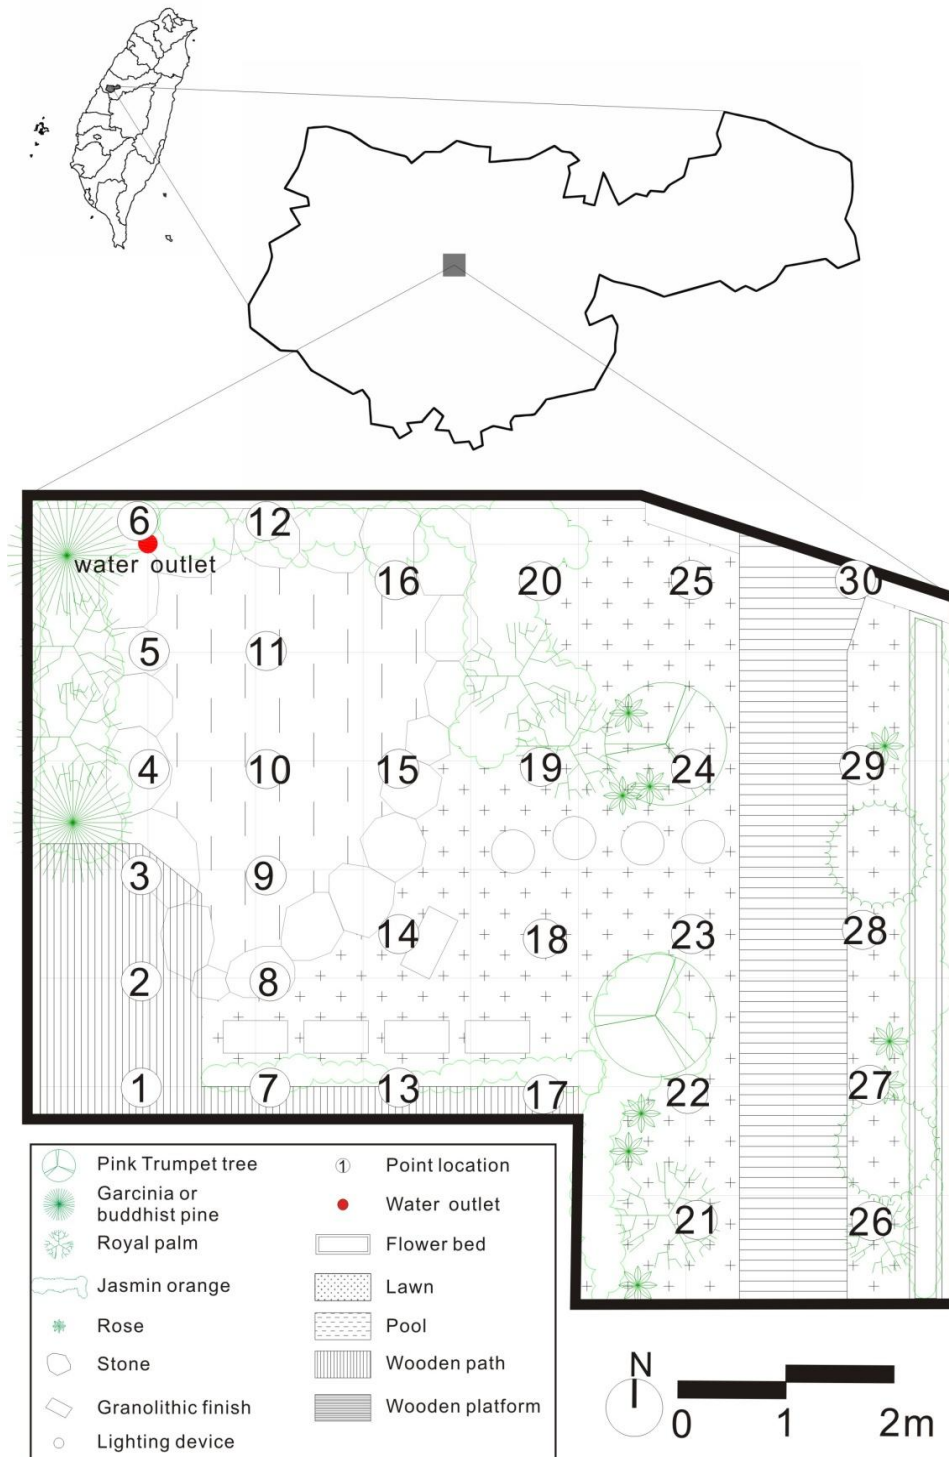 6
12
water outlet
16
20
25
30
5
11
4
10
15
19
24
29
3
9
14
18
23
28
2
8
1
7
13
17
22
27
21
26
Pink Trumpet tree
Garcinia or
buddhist pine
Royal palm
Jasmin orange
Rose
Stone
Granolithic finish
Lighting device
1 Point location
Water outlet
Flower bed
Lawn
Pool
Wooden path
Wooden platform
N
0 1 2m